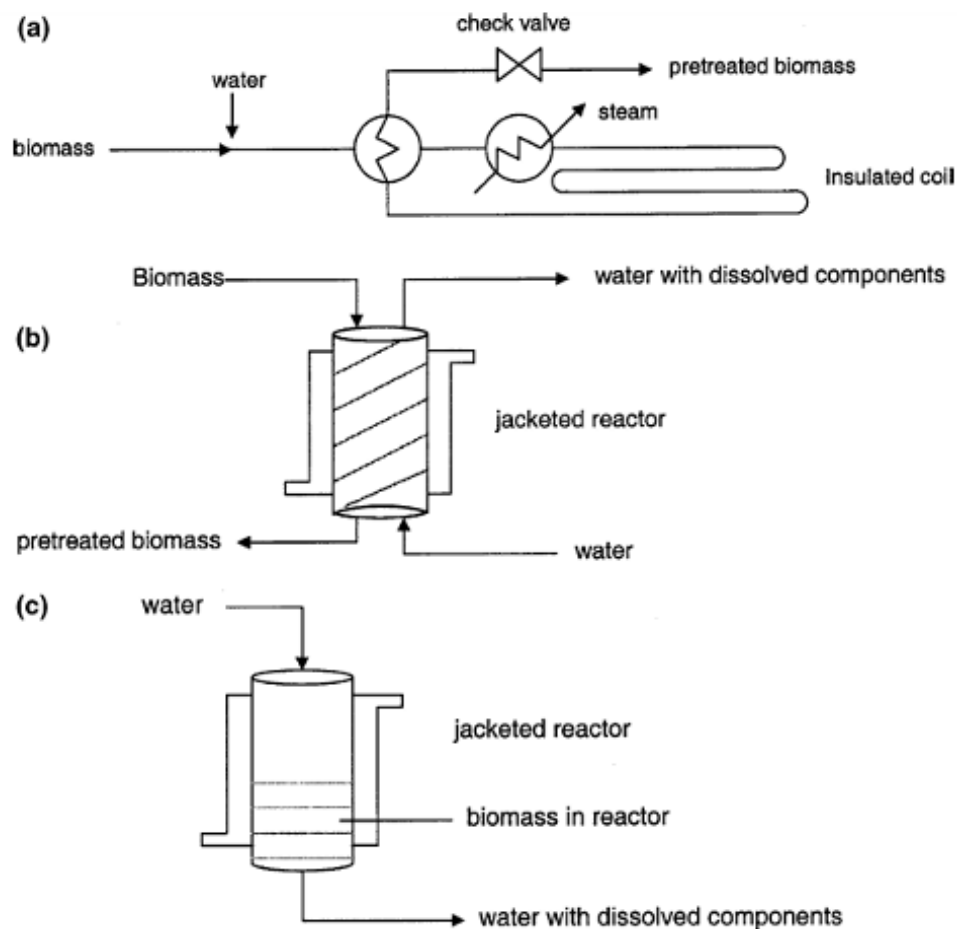 (a)
check valve
water
pretreated biomass
steam
biomass
Insulated coil
Biomass
water with dissolved components
(b)
jacketed reactor
pretreated biomass
water
(c)
water
jacketed reactor
biomass in reactor
water with dissolved components